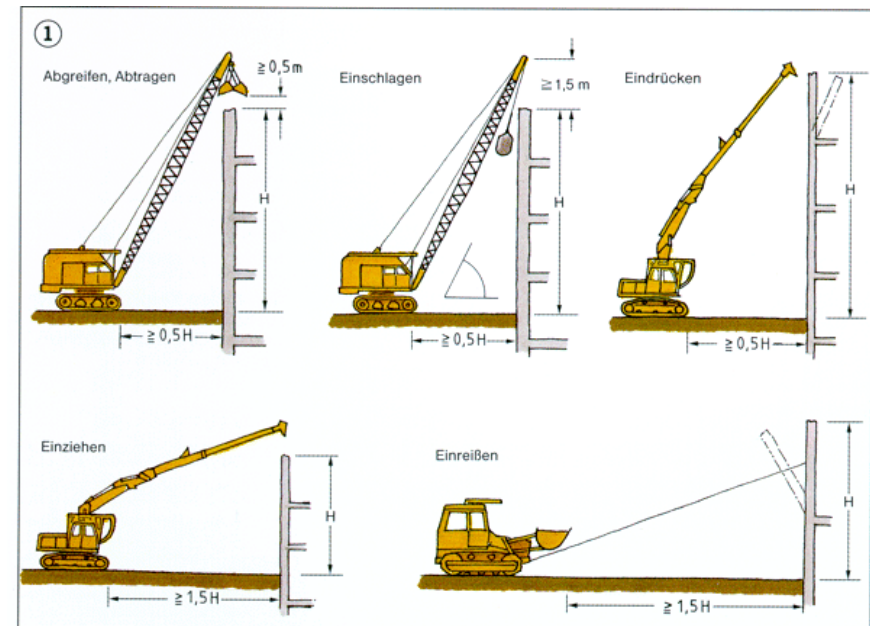 1
Abgreifen, Abtragen
≧ 0,5 m
H
≧ 0,5 H
Einschlagen
≧ 1,5 m
H
≧ 0,5 H
Eindrücken
H
≧ 0,5 H
Einziehen
H
≧ 1,5 H
Einreißen
H
≧ 1,5 H